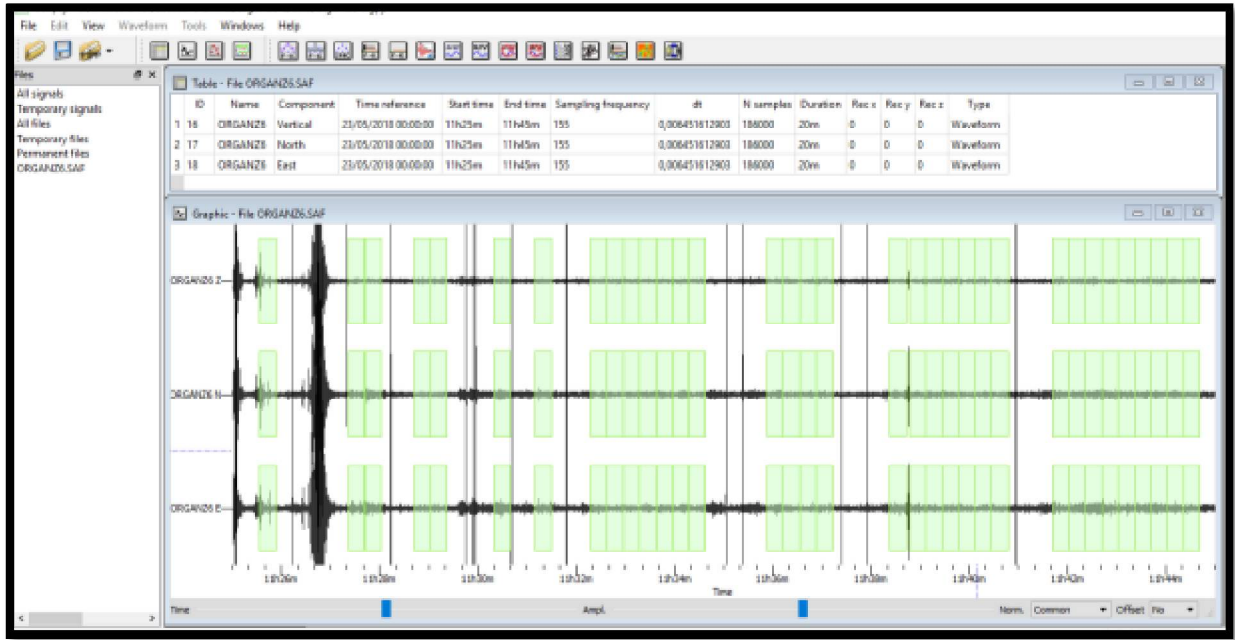 File Edit View Waveform Tools Windows Help
Files
All signals
Temporary signals
All files
Temporary files
Permanent files
ORGANZ6.SAF
Table - File ORGANZ6.SAF
ID Name Component Time reference Start time End time Sampling frequency dt N samples Duration Rec x Rec y Rec z Type
1 16 ORGANZ6 Vertical 23/05/2018 00:00:00 11h25m 11h45m 155 0,006451612903 186000 20m 0 0 0 Waveform
2 17 ORGANZ6 North 23/05/2018 00:00:00 11h25m 11h45m 155 0,006451612903 186000 20m 0 0 0 Waveform
3 18 ORGANZ6 East 23/05/2018 00:00:00 11h25m 11h45m 155 0,006451612903 186000 20m 0 0 0 Waveform
Graphic - File ORGANZ6.SAF
ORGANZ6 Z
ORGANZ6 N
ORGANZ6 E
11h26m 11h28m 11h30m 11h32m 11h34m 11h36m 11h38m 11h40m 11h42m 11h44m
Time
Time Ampl. Norm. Common Offset No